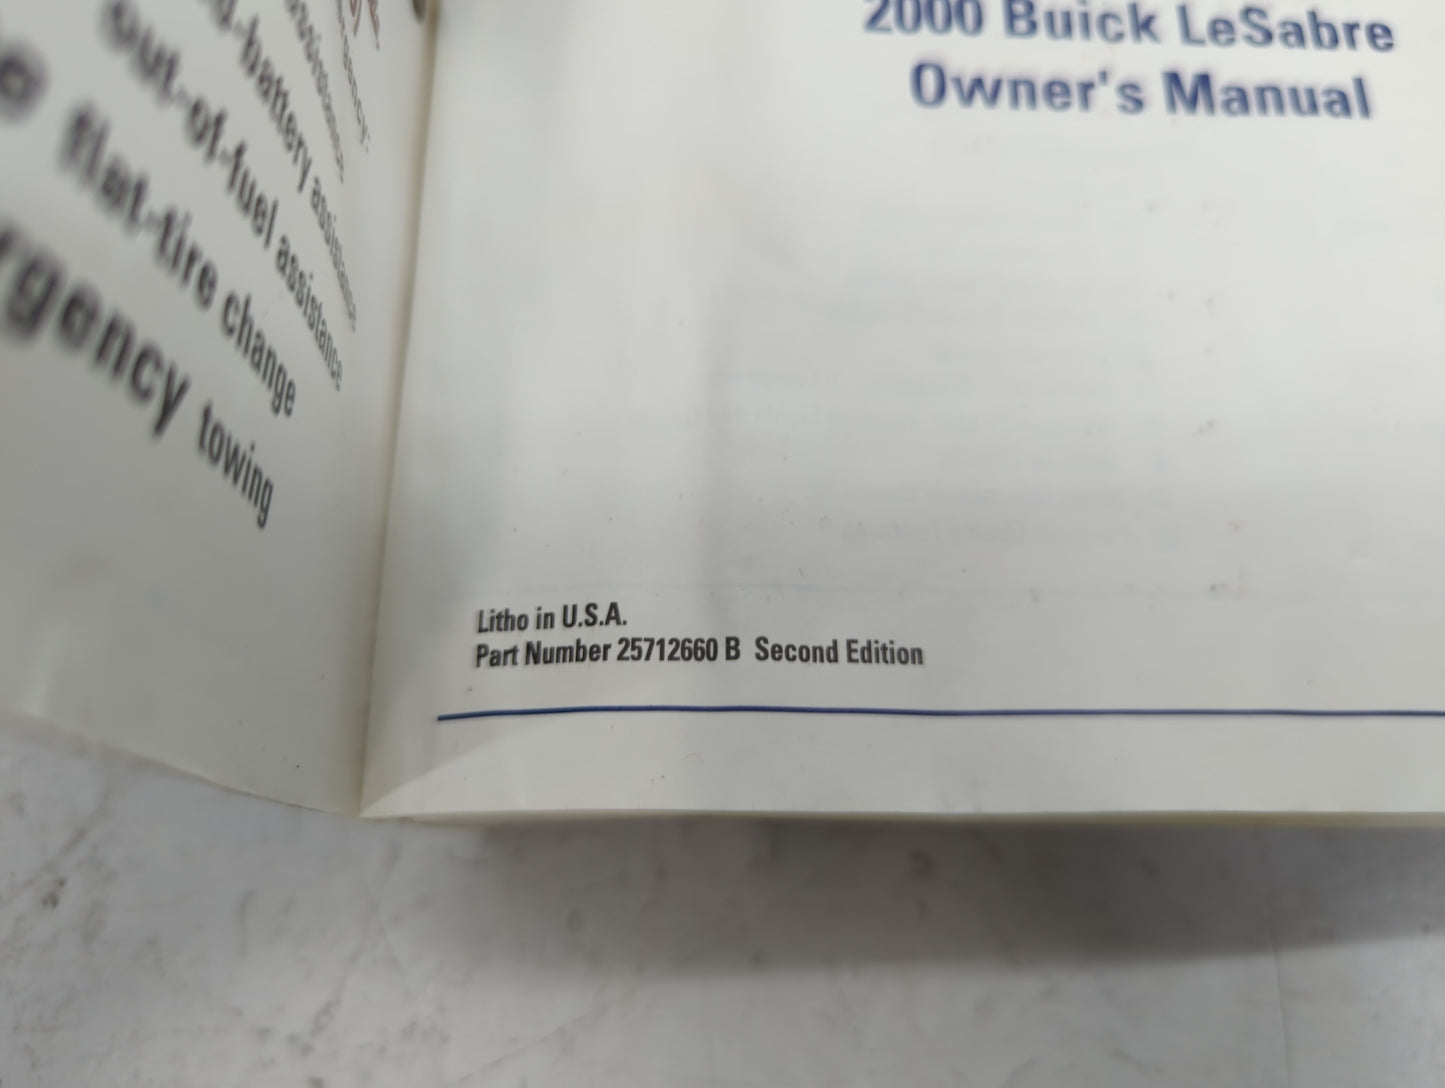 assistance
-battery assistance
out-of-fuel assistance
flat-tire change
rgency towing
2000 Buick LeSabre
Owner's Manual
Litho in U.S.A.
Part Number 25712660 B Second Edition